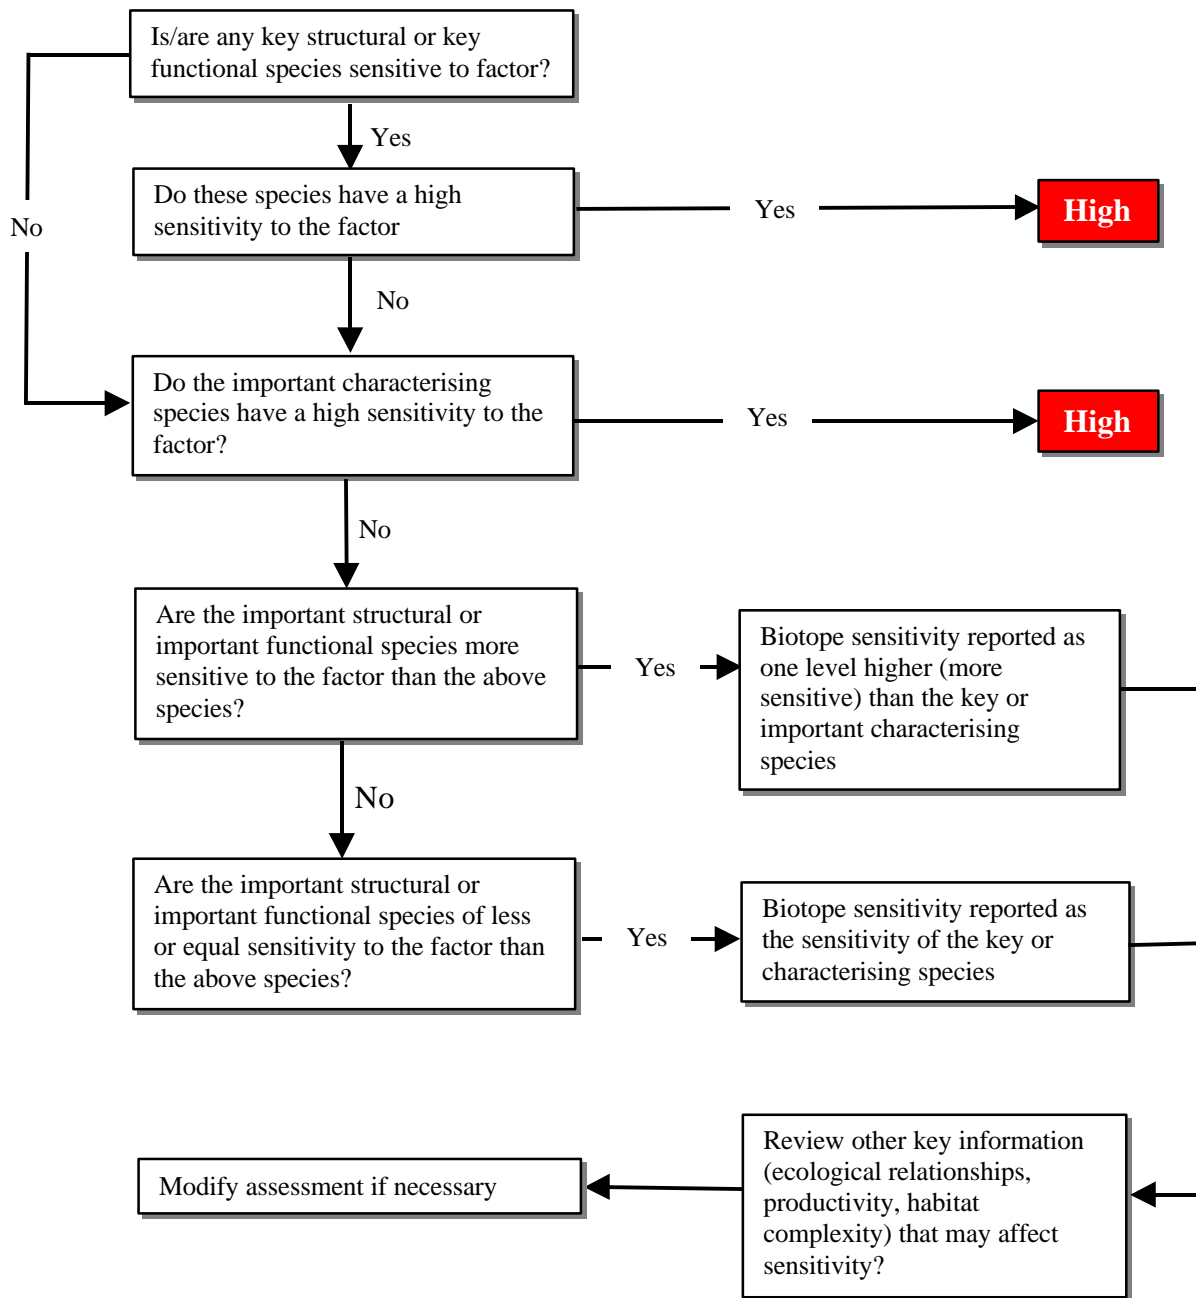 Is/are any key structural or key
functional species sensitive to factor?
Yes
Do these species have a high
sensitivity to the factor
Yes
High
No
No
Do the important characterising
species have a high sensitivity to the
factor?
Yes
High
No
Are the important structural or
important functional species more
sensitive to the factor than the above
species?
Yes
Biotope sensitivity reported as
one level higher (more
sensitive) than the key or
important characterising
species
No
Are the important structural or
important functional species of less
or equal sensitivity to the factor than
the above species?
Yes
Biotope sensitivity reported as
the sensitivity of the key or
characterising species
Review other key information
(ecological relationships,
productivity, habitat
complexity) that may affect
sensitivity?
Modify assessment if necessary